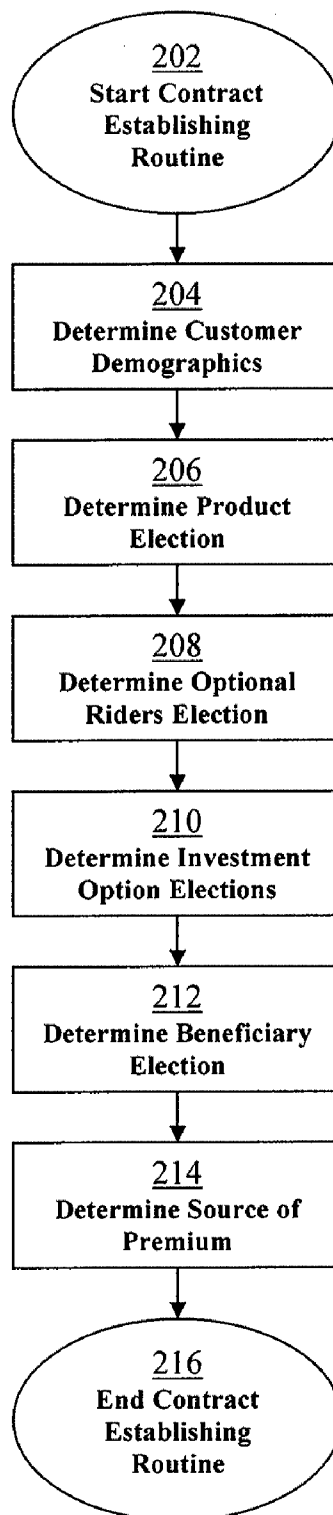 202
Start Contract
Establishing
Routine
204
Determine Customer
Demographics
206
Determine Product
Election
208
Determine Optional
Riders Election
210
Determine Investment
Option Elections
212
Determine Beneficiary
Election
214
Determine Source of
Premium
216
End Contract
Establishing
Routine